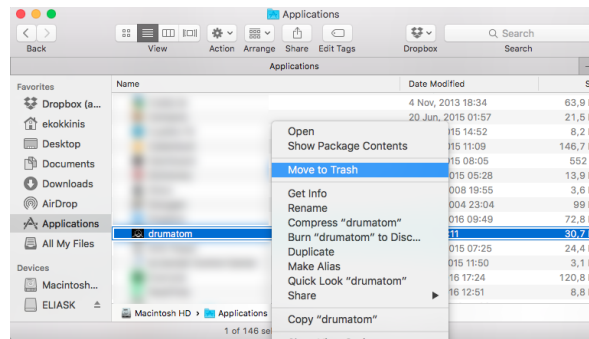 Applications
Back View Action Arrange Share Edit Tags Dropbox Search
Search
Applications
Favorites
Dropbox (a...
ekokkinis
Desktop
Documents
Downloads
AirDrop
Applications
All My Files
Devices
Macintosh...
ELIASK
Name Date Modified S
4 Nov, 2013 18:34 63,9
20 Jun, 2015 01:57 21,5
015 14:52 8,2
015 11:09 146,7
015 08:05 552
015 05:28 13,9
008 19:55 3,6
004 23:04 99
016 09:49 72,8
drumatom :11 30,7
015 07:25 24,4
015 11:50 3,1
16 17:24 120,8
16 12:51 8,8
Open
Show Package Contents
Move to Trash
Get Info
Rename
Compress “drumatom”
Burn “drumatom” to Disc...
Duplicate
Make Alias
Quick Look “drumatom”
Share
Copy “drumatom”
Macintosh HD › Applications
1 of 146 se